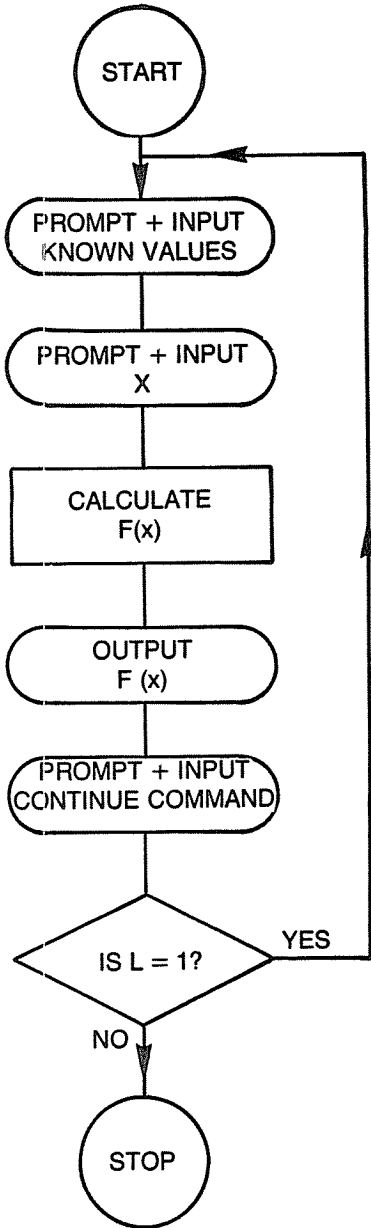 START
PROMPT + INPUT
KNOWN VALUES
PROMPT + INPUT
X
CALCULATE
F(x)
OUTPUT
F (x)
PROMPT + INPUT
CONTINUE COMMAND
IS L = 1?
YES
NO
STOP